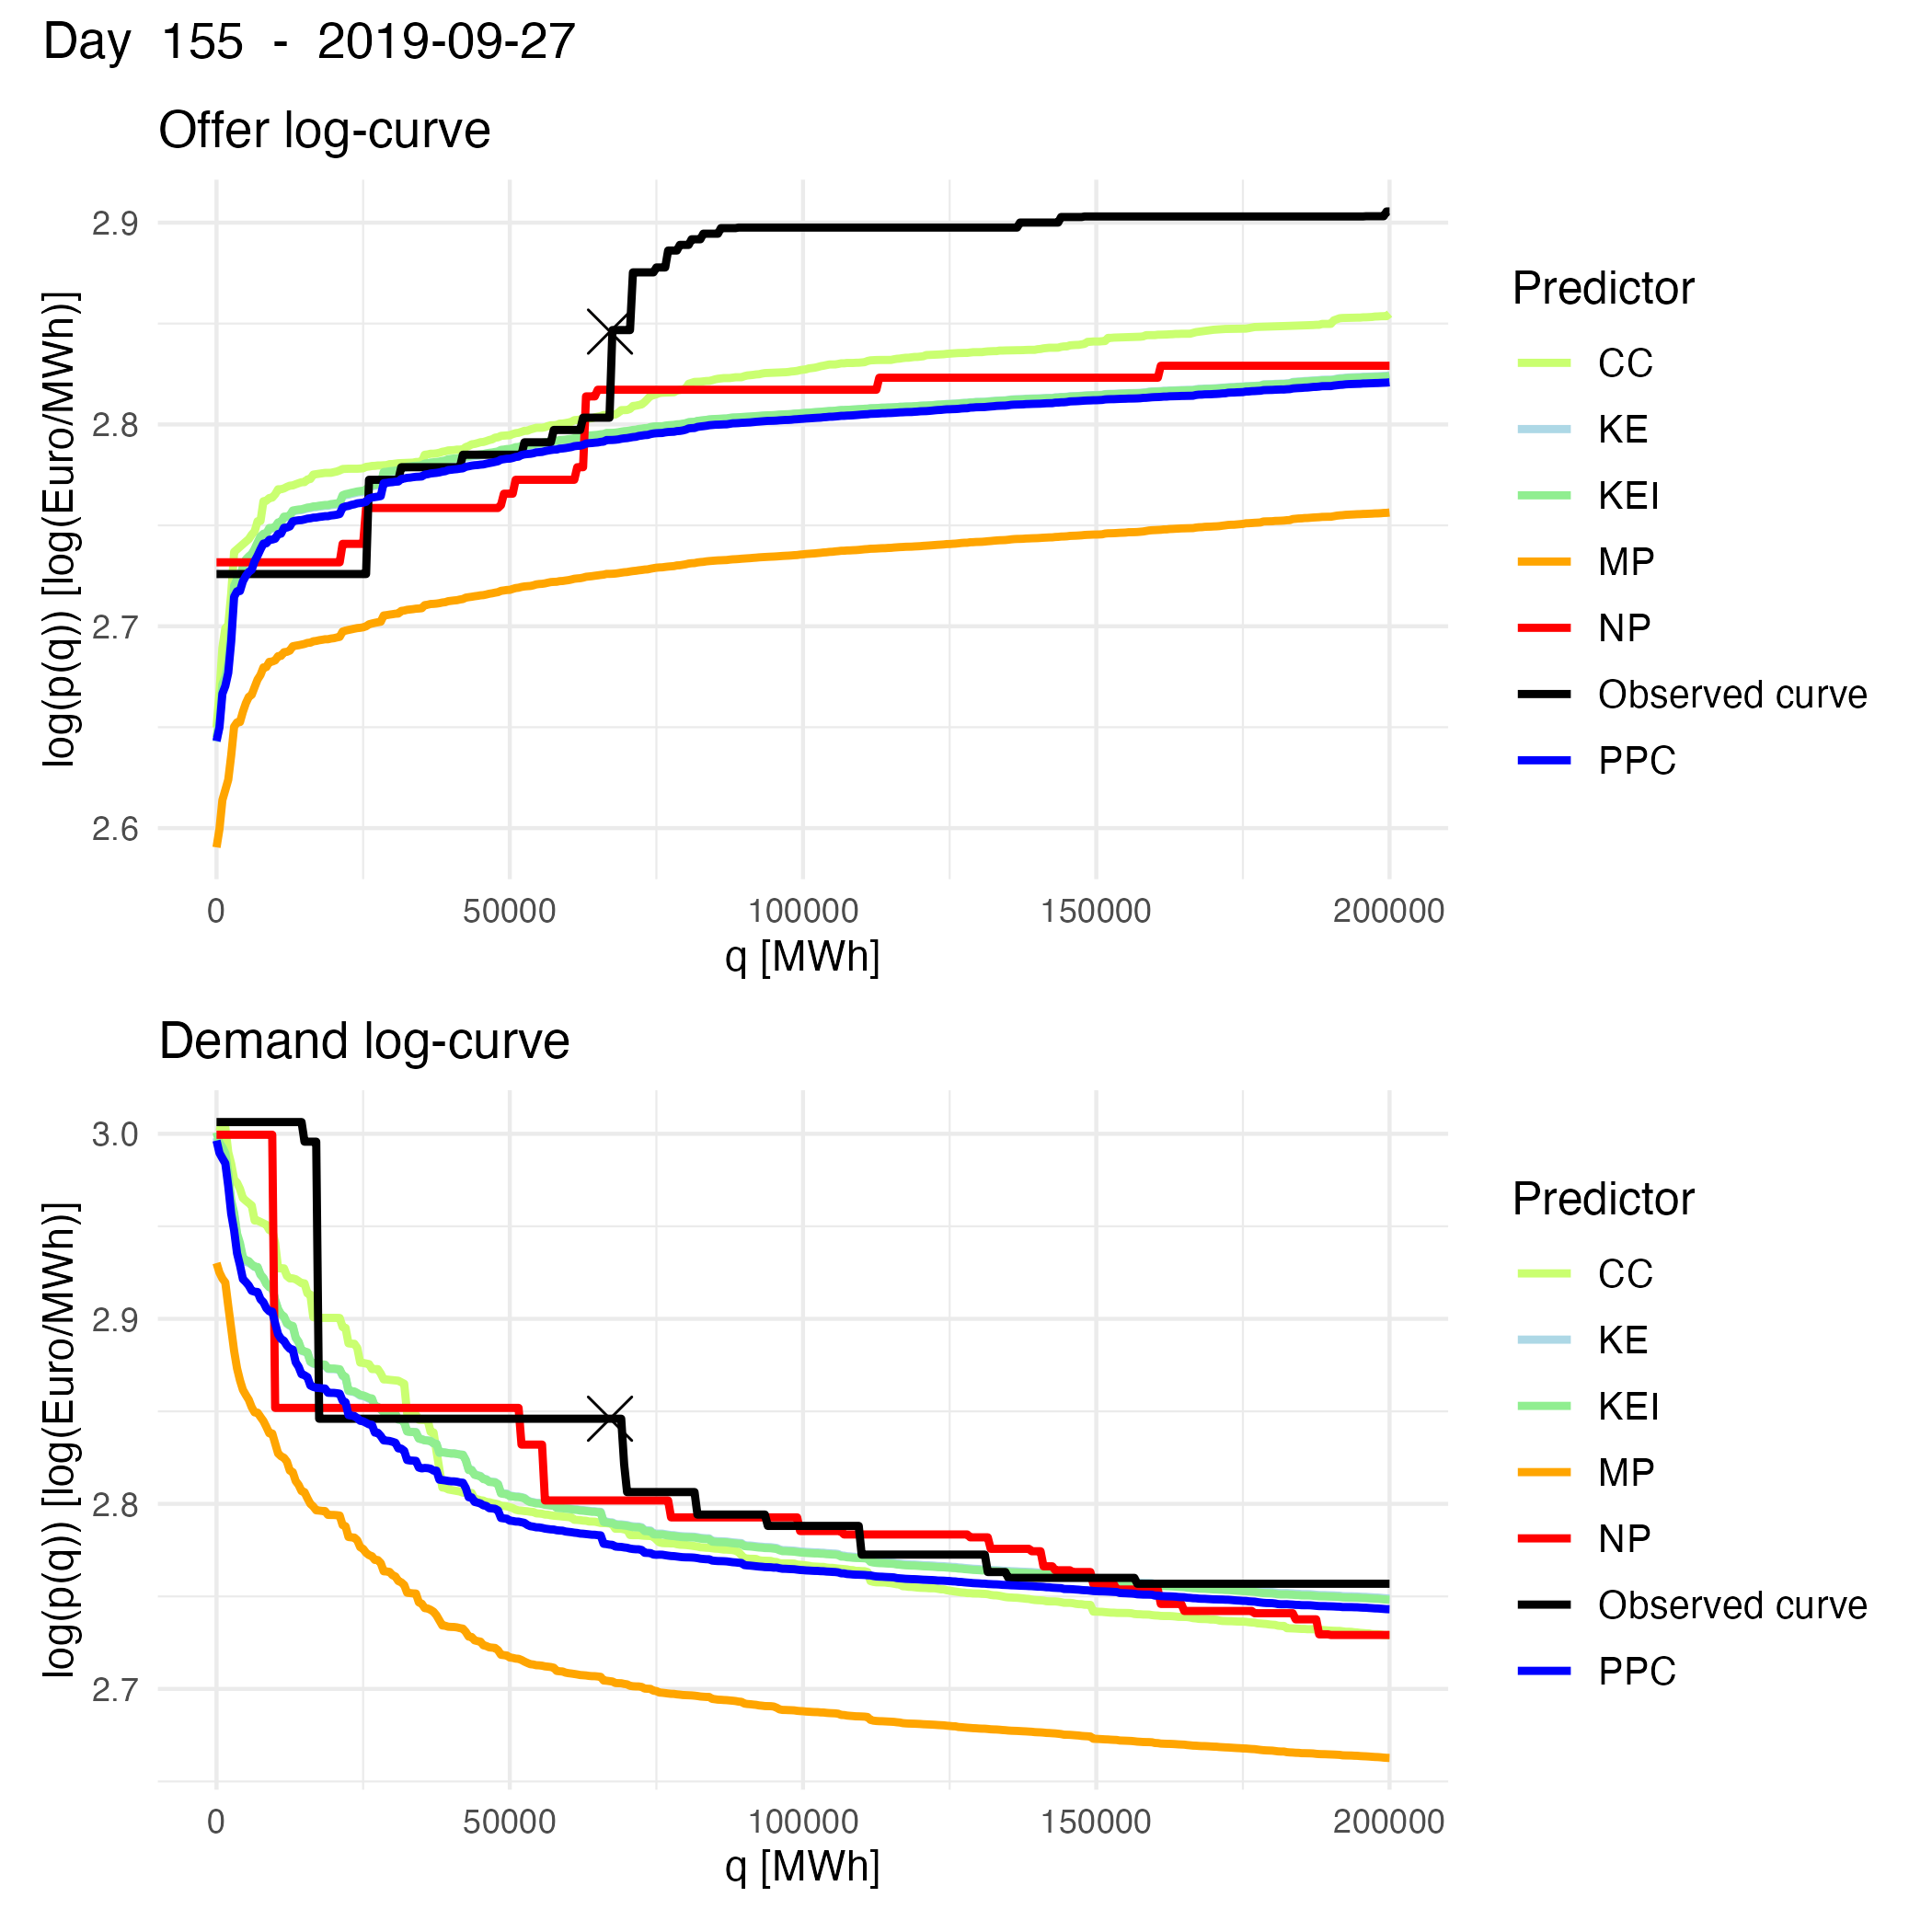 Day 155 - 2019-09-27
Offer log-curve
log(p(q)) [log(Euro/MWh)]
2.9
2.8
2.7
2.6
0 50000 100000 150000 200000
q [MWh]
Predictor
CC
KE
KEI
MP
NP
Observed curve
PPC
Demand log-curve
log(p(q)) [log(Euro/MWh)]
3.0
2.9
2.8
2.7
0 50000 100000 150000 200000
q [MWh]
Predictor
CC
KE
KEI
MP
NP
Observed curve
PPC